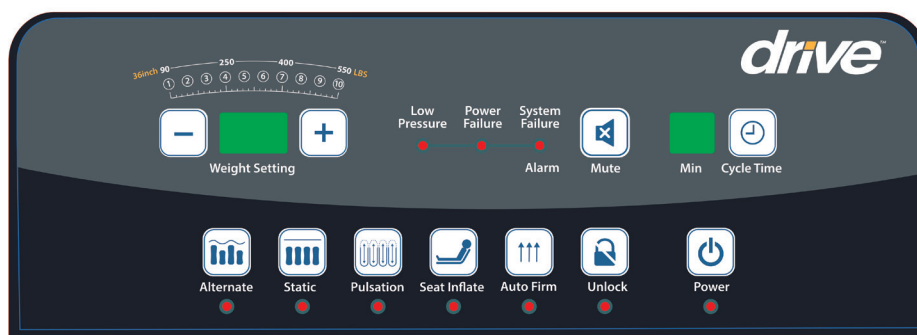 drive™
36inch 90 250 400 550 LBS
1 2 3 4 5 6 7 8 9 10
Low Pressure
Power Failure
System Failure
Weight Setting
Alarm
Mute
Min
Cycle Time
Alternate
Static
Pulsation
Seat Inflate
Auto Firm
Unlock
Power